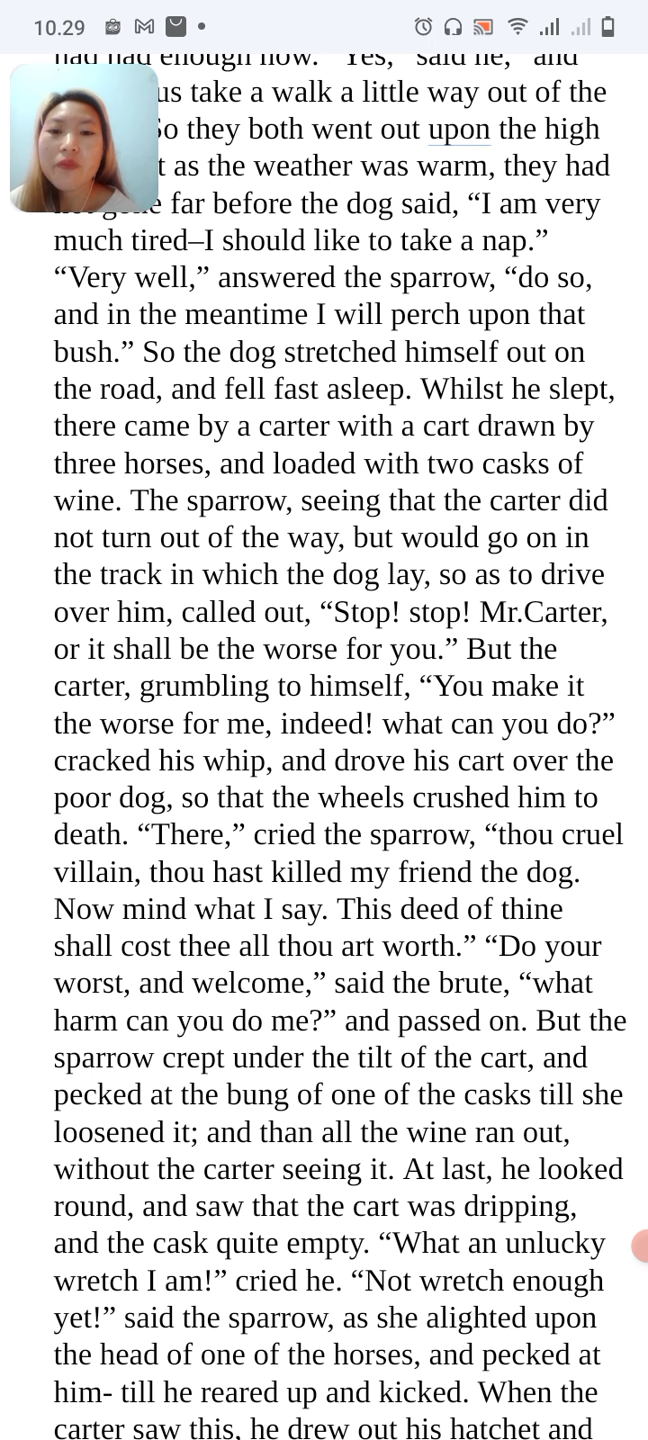 10.29
had had enough now. “Yes,” said he, “and
us take a walk a little way out of the
So they both went out upon the high
t as the weather was warm, they had
not gone far before the dog said, “I am very
much tired–I should like to take a nap.”
“Very well,” answered the sparrow, “do so,
and in the meantime I will perch upon that
bush.” So the dog stretched himself out on
the road, and fell fast asleep. Whilst he slept,
there came by a carter with a cart drawn by
three horses, and loaded with two casks of
wine. The sparrow, seeing that the carter did
not turn out of the way, but would go on in
the track in which the dog lay, so as to drive
over him, called out, “Stop! stop! Mr.Carter,
or it shall be the worse for you.” But the
carter, grumbling to himself, “You make it
the worse for me, indeed! what can you do?”
cracked his whip, and drove his cart over the
poor dog, so that the wheels crushed him to
death. “There,” cried the sparrow, “thou cruel
villain, thou hast killed my friend the dog.
Now mind what I say. This deed of thine
shall cost thee all thou art worth.” “Do your
worst, and welcome,” said the brute, “what
harm can you do me?” and passed on. But the
sparrow crept under the tilt of the cart, and
pecked at the bung of one of the casks till she
loosened it; and than all the wine ran out,
without the carter seeing it. At last, he looked
round, and saw that the cart was dripping,
and the cask quite empty. “What an unlucky
wretch I am!” cried he. “Not wretch enough
yet!” said the sparrow, as she alighted upon
the head of one of the horses, and pecked at
him- till he reared up and kicked. When the
carter saw this, he drew out his hatchet and